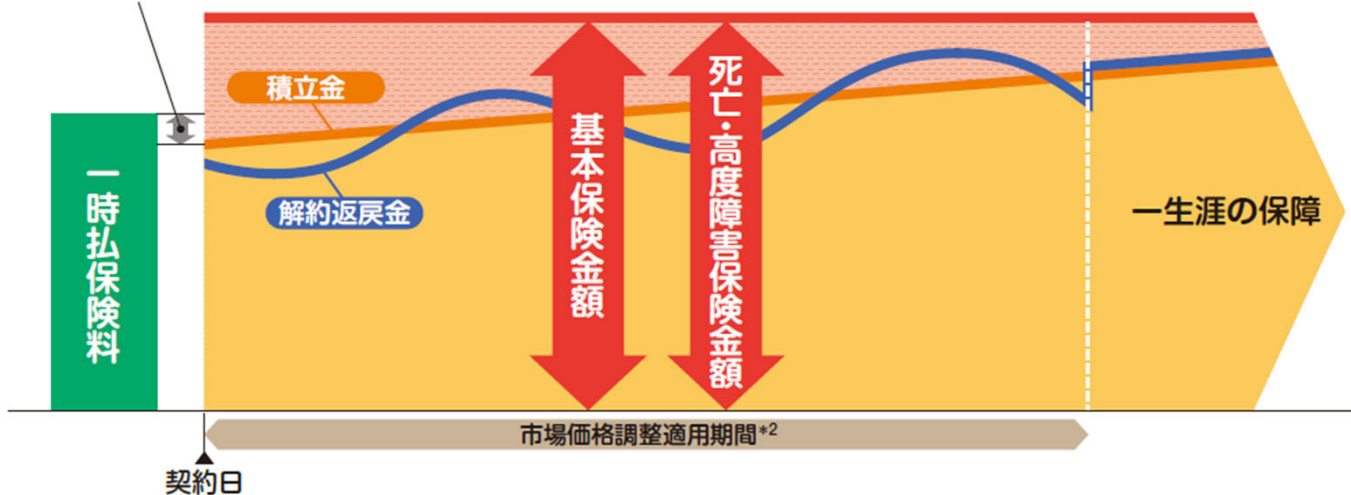 積立金
解約返戻金
一時払保険料
基本保険金額
死亡・高度障害保険金額
一生涯の保障
市場価格調整適用期間*2
契約日